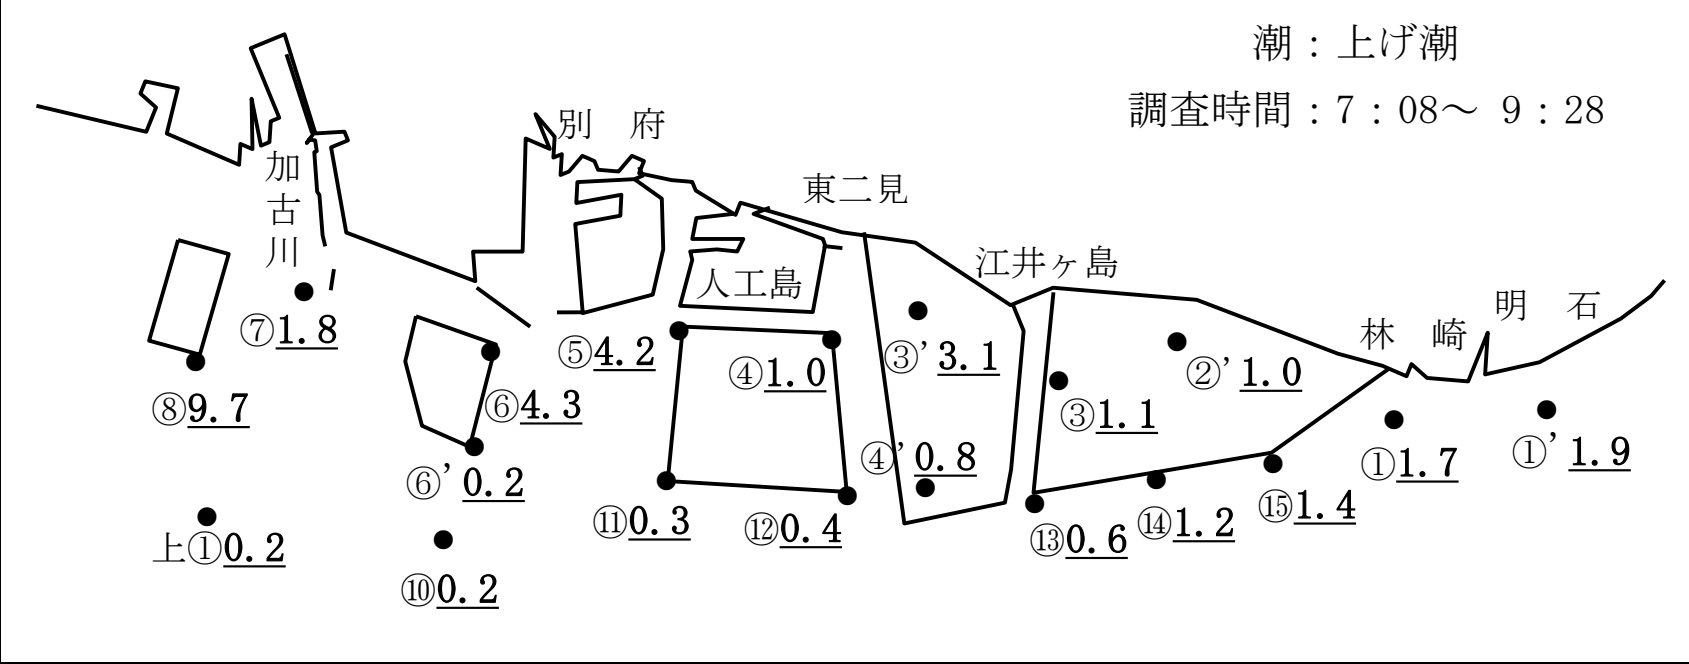 潮：上げ潮
調査時間：7：08～ 9：28
別 府
加古川
東二見
江井ヶ島
人工島
明 石
林 崎
⑦1.8
⑤4.2
④1.0
③’3.1
②’1.0
⑧9.7
⑥4.3
③1.1
①1.7
①’1.9
⑥’0.2
④’0.8
上①0.2
⑩0.2
⑪0.3
⑫0.4
⑬0.6
⑭1.2
⑮1.4